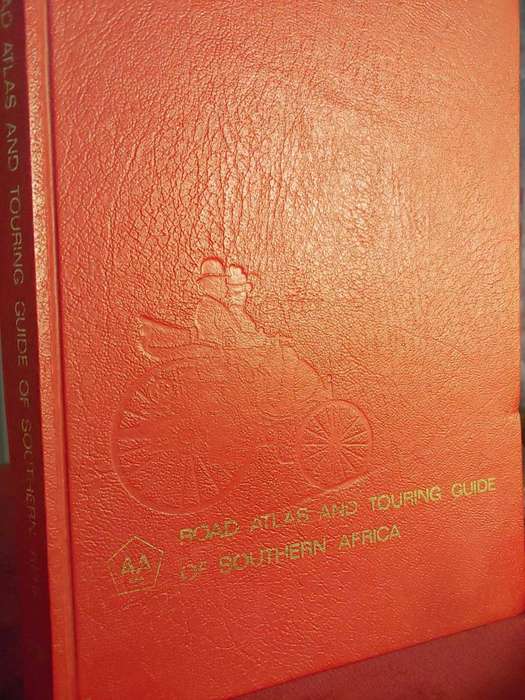 AD ATLAS AND TOURING GUIDE OF SOUTHERN
AA
ROAD ATLAS AND TOURING GUIDE
OF SOUTHERN AFRICA